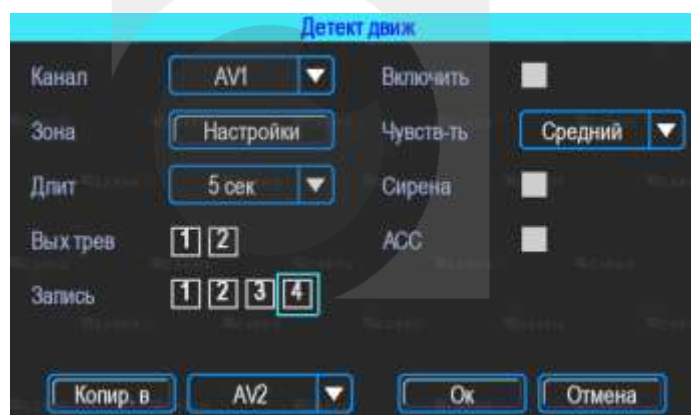 Детект движ
Канал AV1 Включить
Зона Настройки Чувств-ть Средний
Длит 5 сек Сирена
Вых трев 1 2 ACC
Запись 1 2 3 4
Копир. в AV2 Ок Отмена